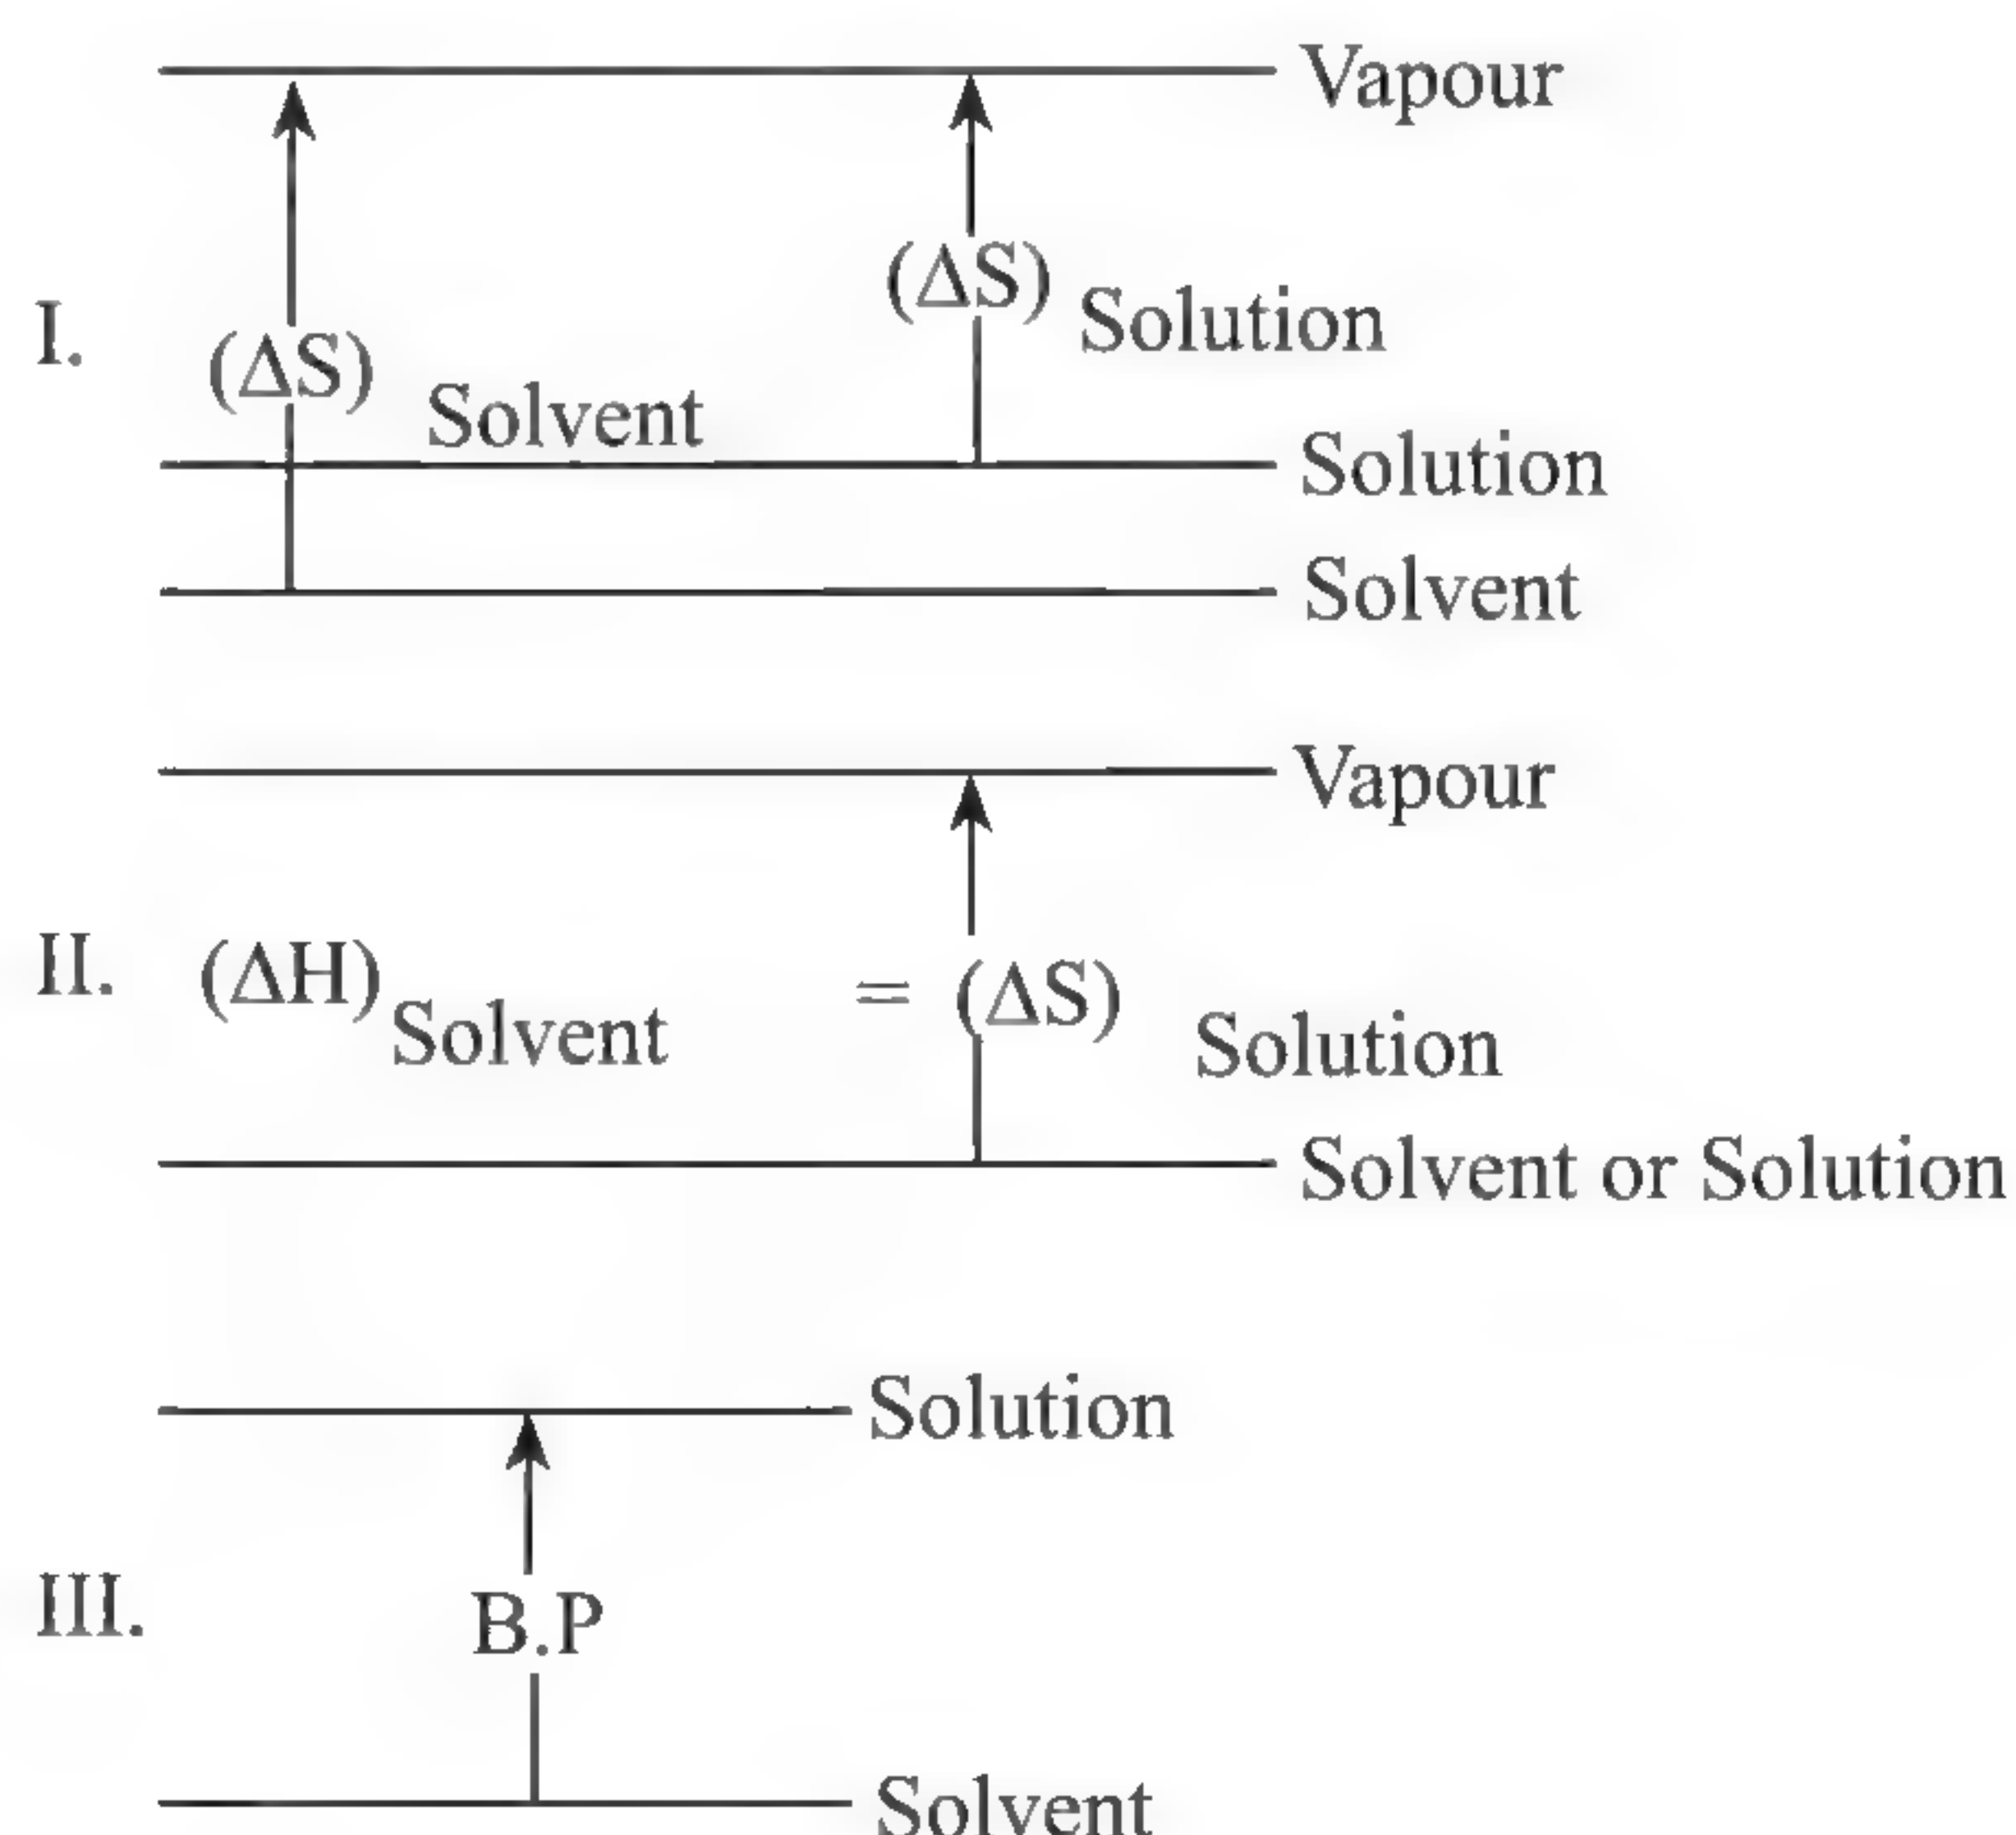 Vapour
I. (ΔS) Solvent (ΔS) Solution
Solution
Solvent
Vapour
II. (ΔH) Solvent = (ΔS) Solution
Solvent or Solution
Solution
III. B.P
Solvent